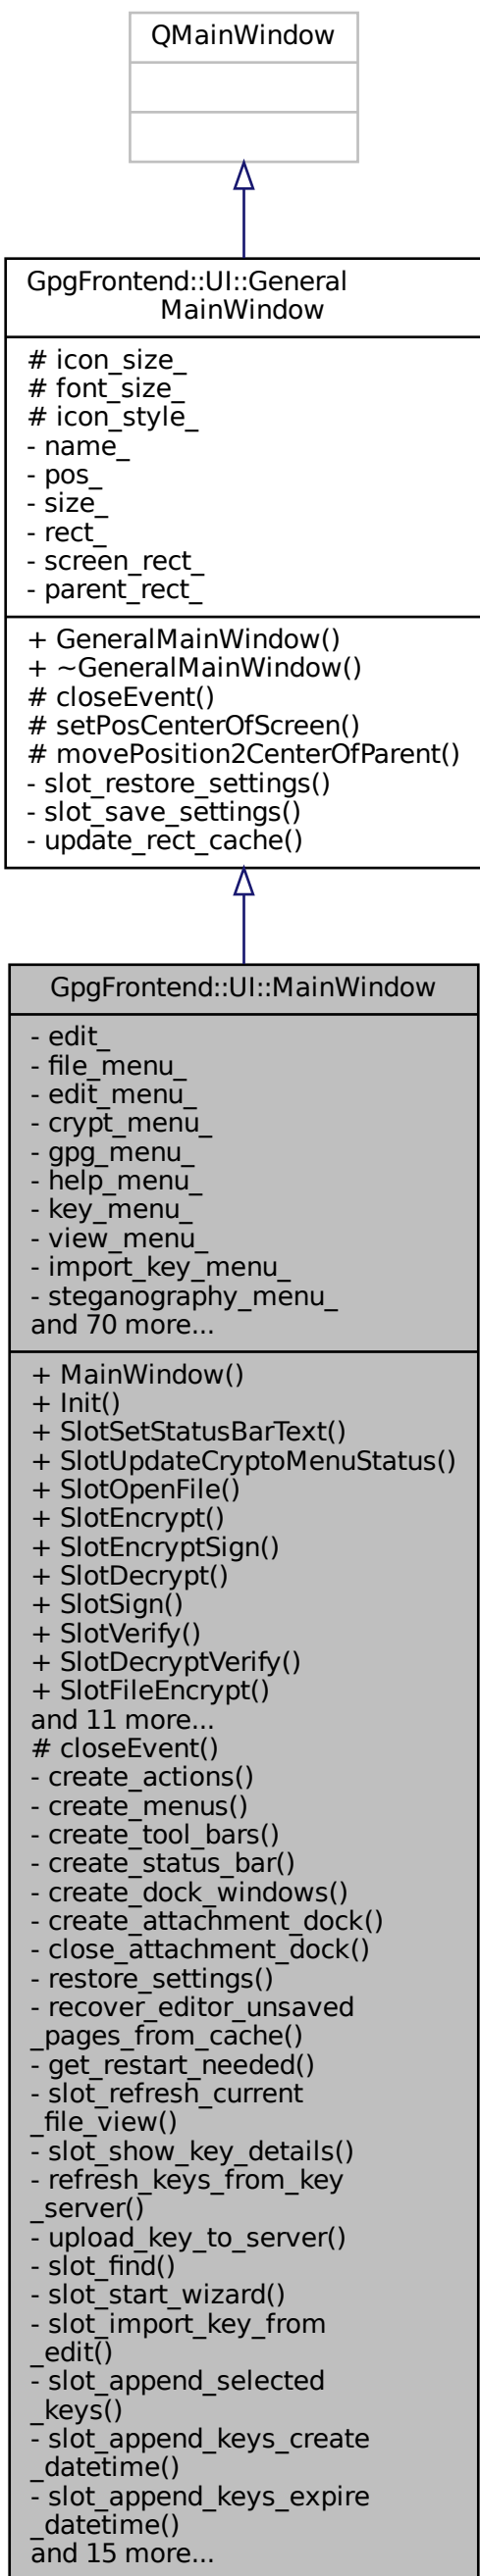 QMainWindow
GpgFrontend::UI::General
MainWindow
# icon_size_
# font_size_
# icon_style_
- name_
- pos_
- size_
- rect_
- screen_rect_
- parent_rect_
+ GeneralMainWindow()
+ ~GeneralMainWindow()
# closeEvent()
# setPosCenterOfScreen()
# movePosition2CenterOfParent()
- slot_restore_settings()
- slot_save_settings()
- update_rect_cache()
GpgFrontend::UI::MainWindow
- edit_
- file_menu_
- edit_menu_
- crypt_menu_
- gpg_menu_
- help_menu_
- key_menu_
- view_menu_
- import_key_menu_
- steganography_menu_
and 70 more...
+ MainWindow()
+ Init()
+ SlotSetStatusBarText()
+ SlotUpdateCryptoMenuStatus()
+ SlotOpenFile()
+ SlotEncrypt()
+ SlotEncryptSign()
+ SlotDecrypt()
+ SlotSign()
+ SlotVerify()
+ SlotDecryptVerify()
+ SlotFileEncrypt()
and 11 more...
# closeEvent()
- create_actions()
- create_menus()
- create_tool_bars()
- create_status_bar()
- create_dock_windows()
- create_attachment_dock()
- close_attachment_dock()
- restore_settings()
- recover_editor_unsaved
_pages_from_cache()
- get_restart_needed()
- slot_refresh_current
_file_view()
- slot_show_key_details()
- refresh_keys_from_key
_server()
- upload_key_to_server()
- slot_find()
- slot_start_wizard()
- slot_import_key_from
_edit()
- slot_append_selected
_keys()
- slot_append_keys_create
_datetime()
- slot_append_keys_expire
_datetime()
and 15 more...